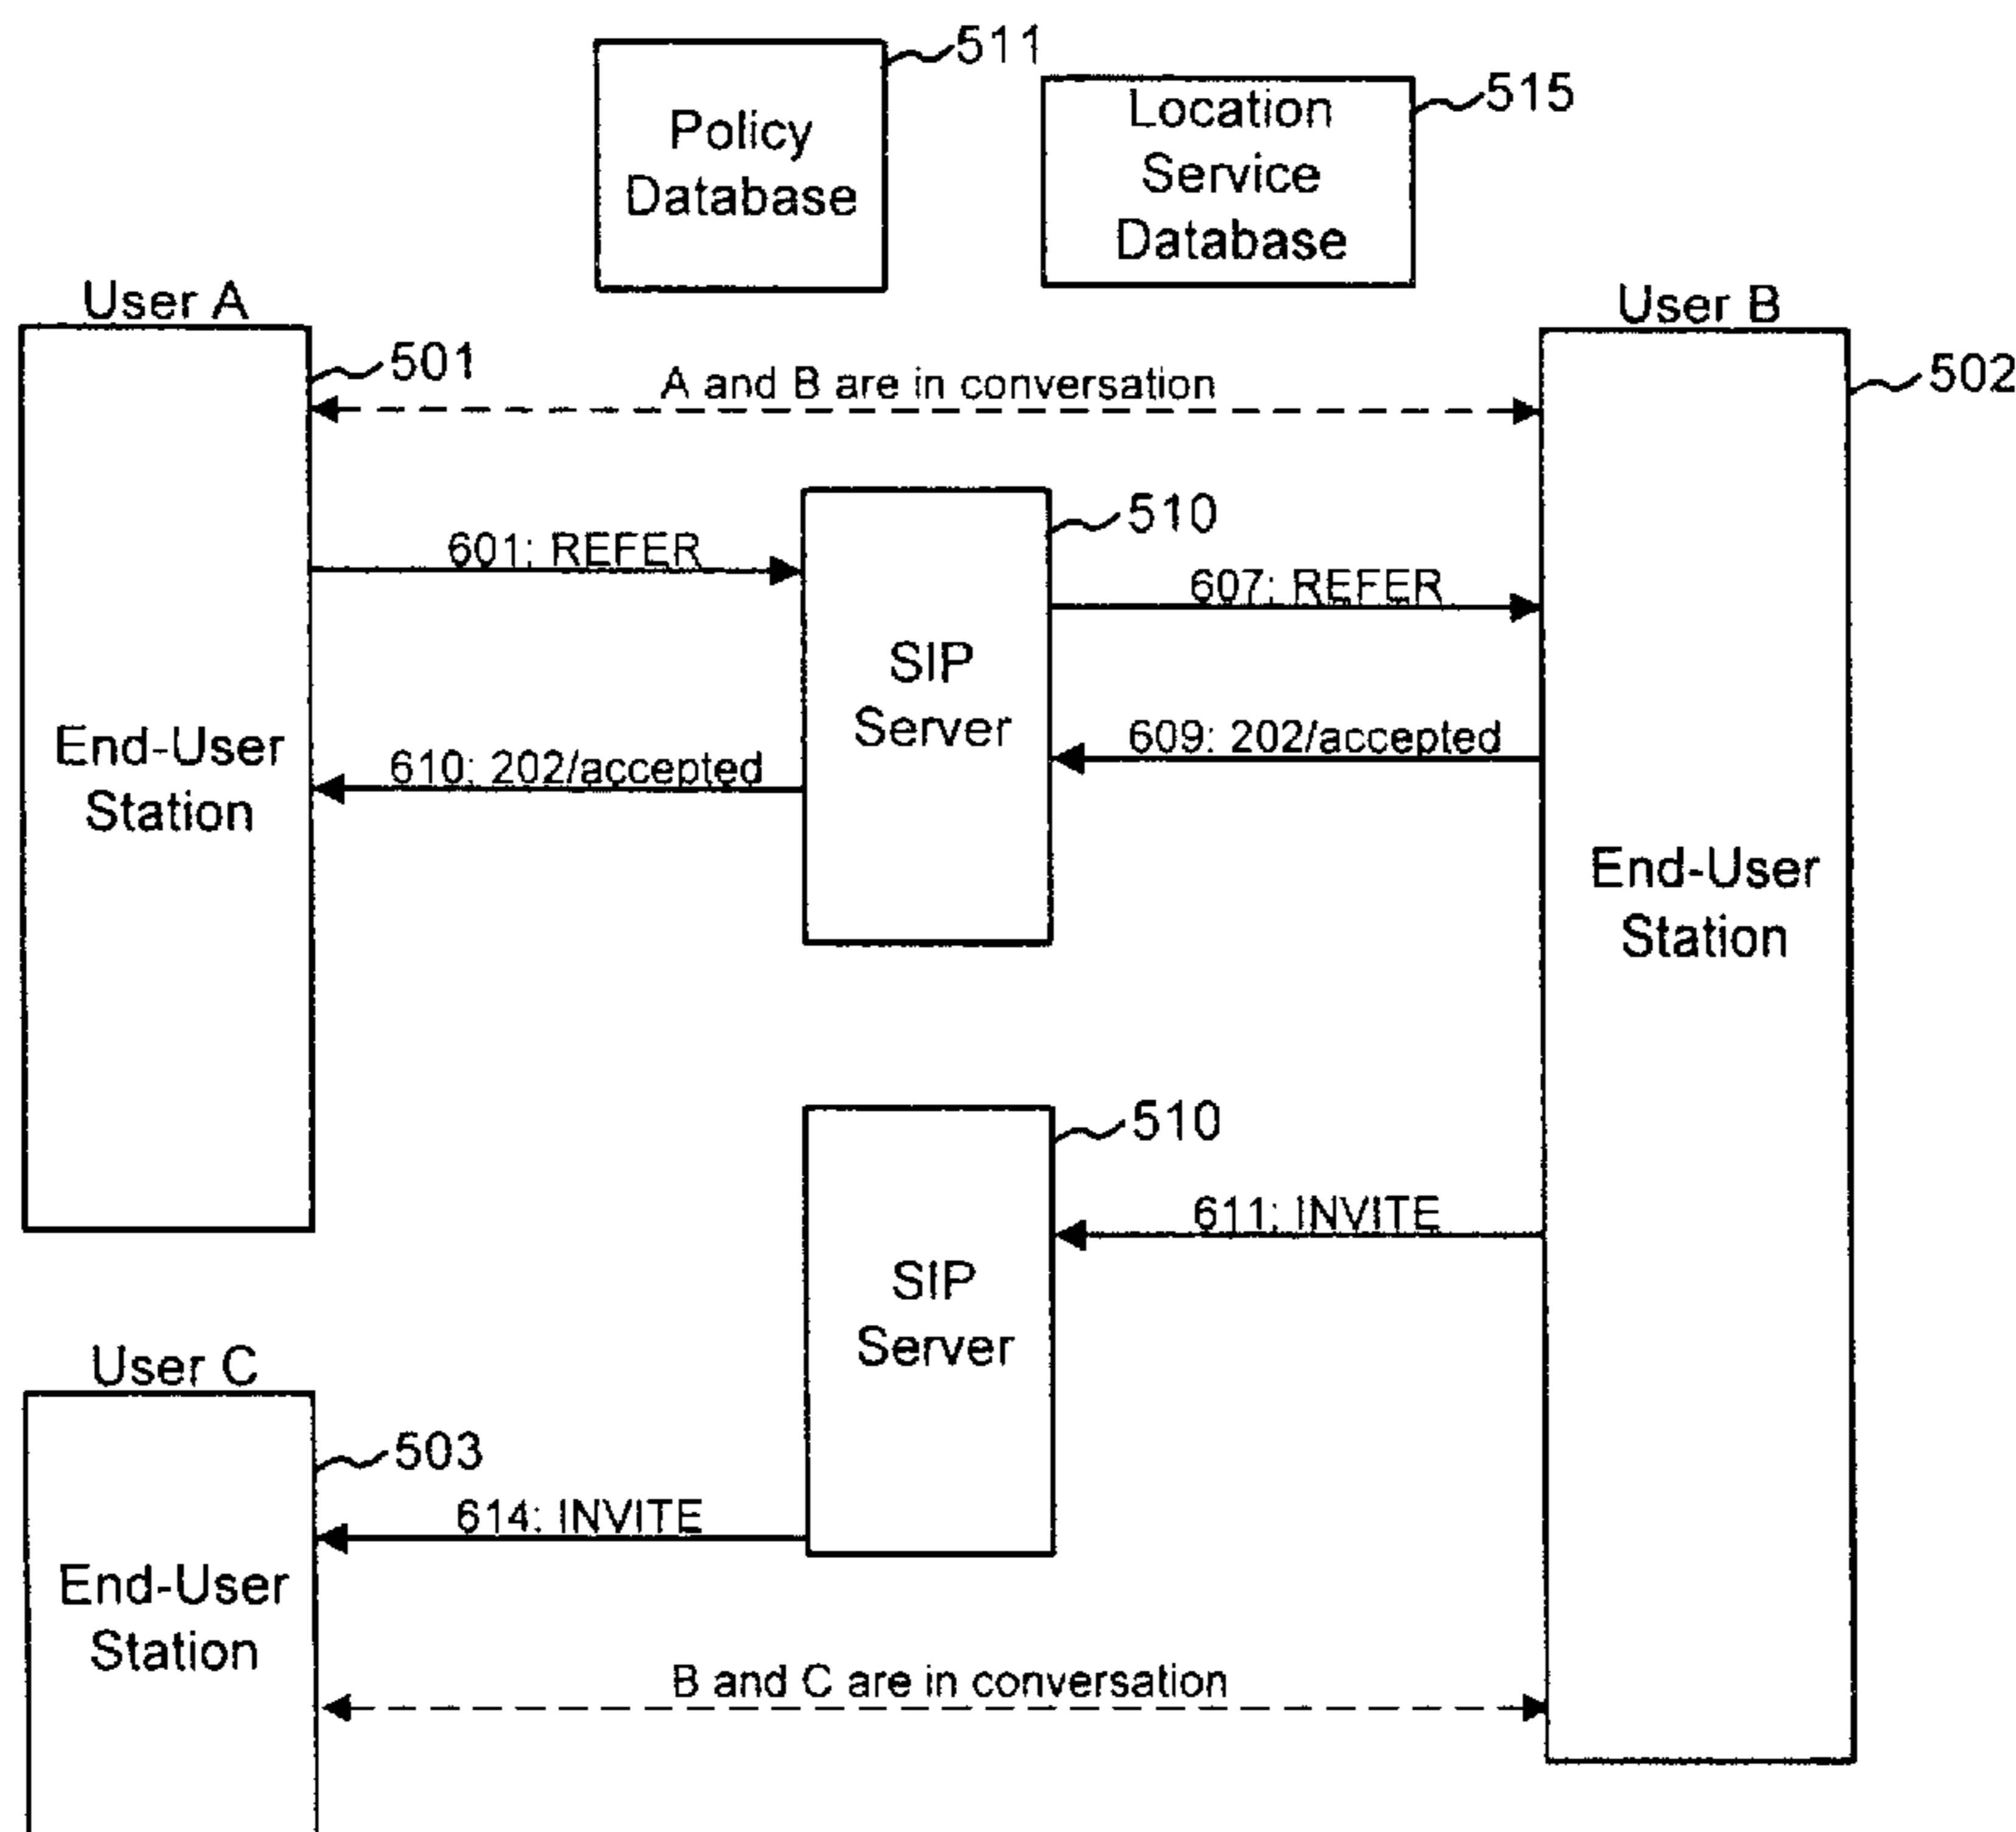 511
Policy
Database
515
Location
Service
Database
User A
User B
501
A and B are in conversation
502
510
601: REFER
607: REFER
SIP
Server
End-User
Station
610: 202/accepted
609: 202/accepted
End-User
Station
510
611: INVITE
SIP
Server
User C
503
614: INVITE
End-User
Station
B and C are in conversation